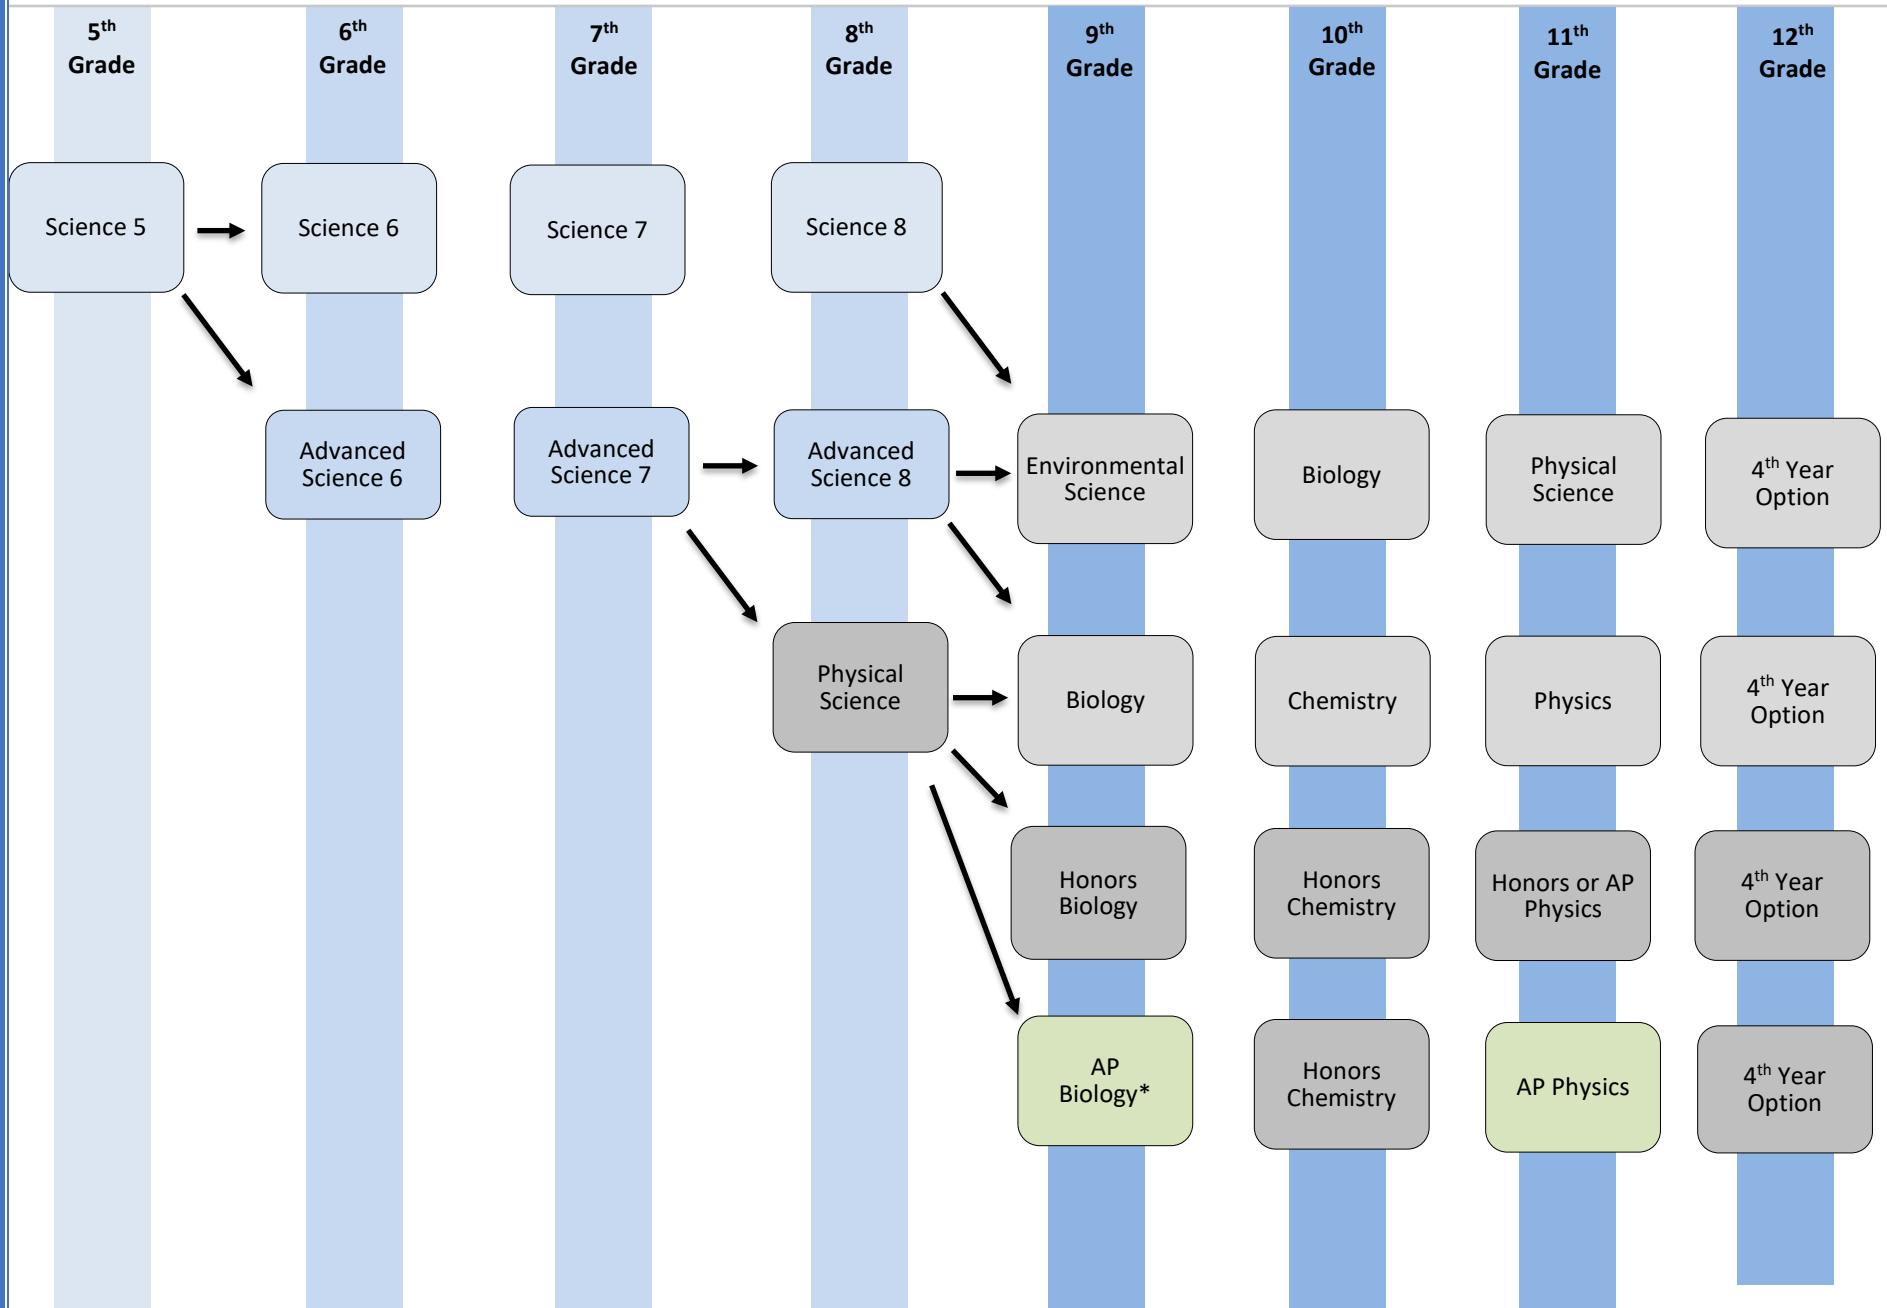 5th
Grade
6th
Grade
7th
Grade
8th
Grade
9th
Grade
10th
Grade
11th
Grade
12th
Grade
Science 5
Science 6
Science 7
Science 8
Advanced
Science 6
Advanced
Science 7
Advanced
Science 8
Environmental
Science
Biology
Physical
Science
4th Year
Option
Physical
Science
Biology
Chemistry
Physics
4th Year
Option
Honors
Biology
Honors
Chemistry
Honors or AP
Physics
4th Year
Option
AP
Biology*
Honors
Chemistry
AP Physics
4th Year
Option